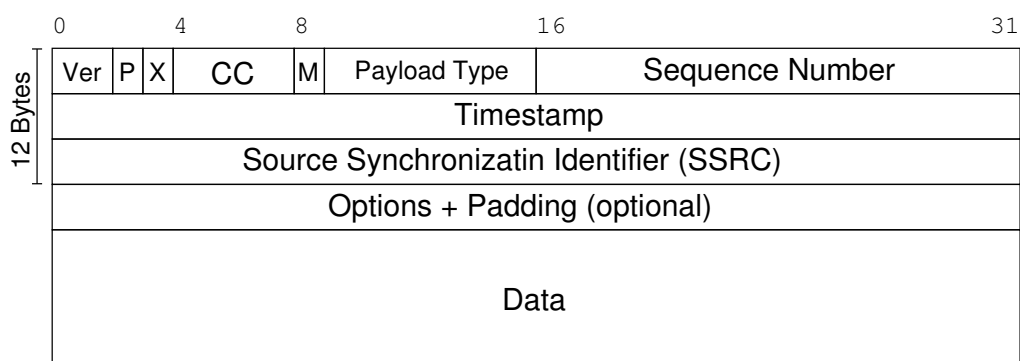 0 4 8 16 31
Ver P X CC M Payload Type Sequence Number
12 Bytes
Timestamp
Source Synchronizatin Identifier (SSRC)
Options + Padding (optional)
Data